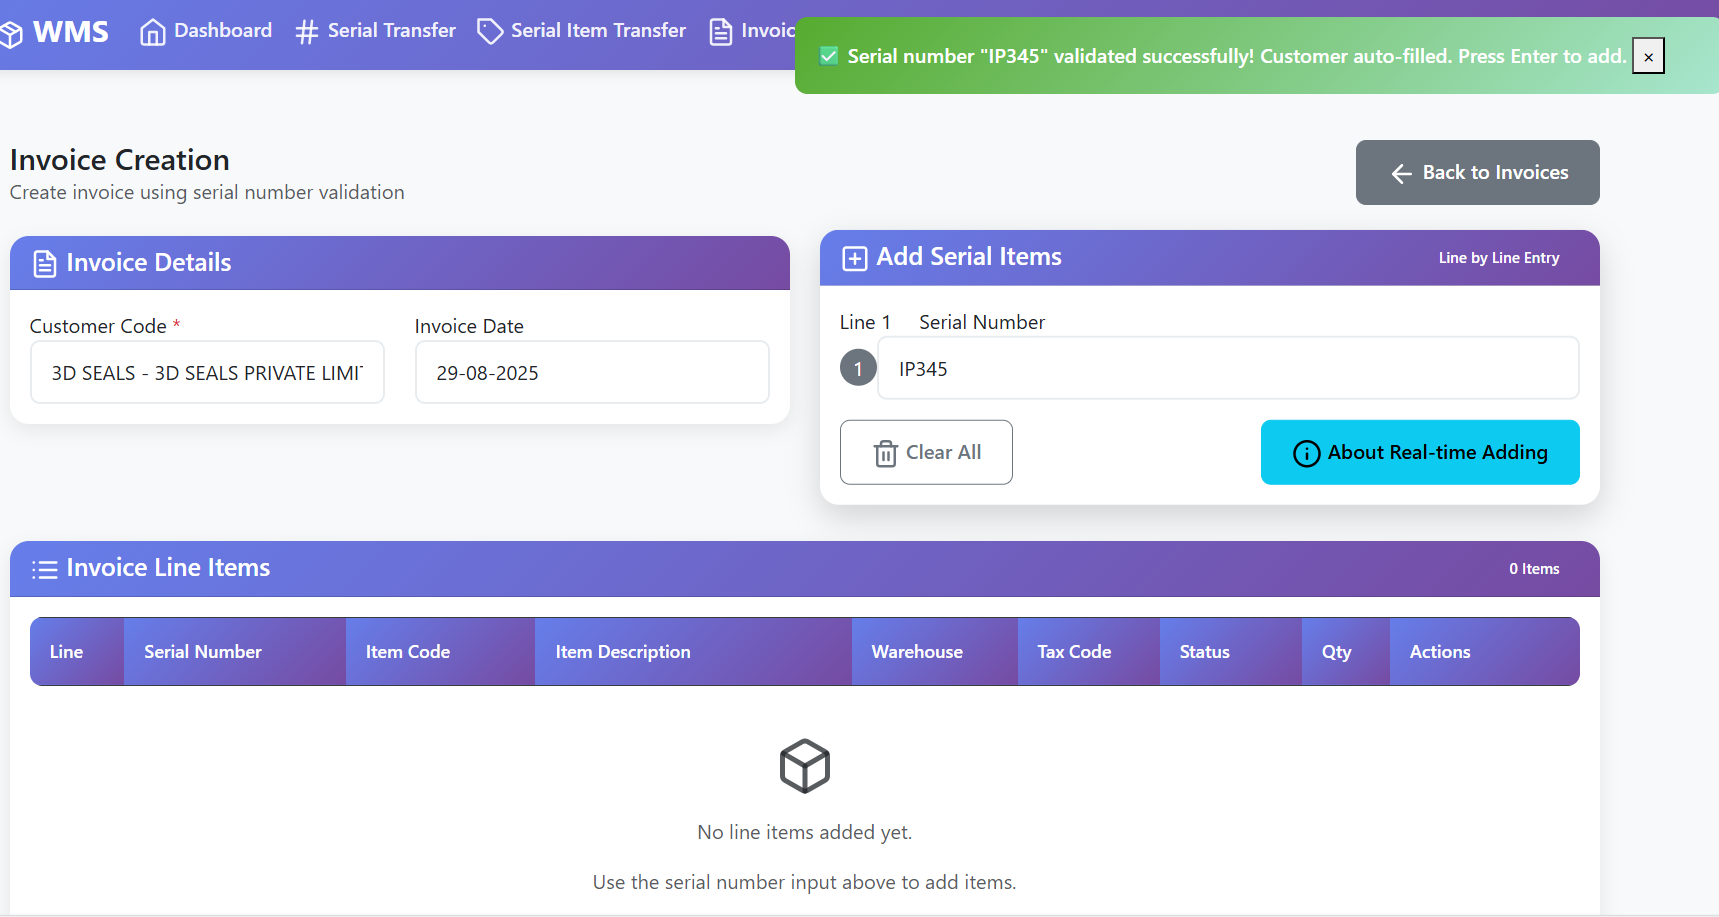 WMS Dashboard Serial Transfer Serial Item Transfer Invoic
✅ Serial number "IP345" validated successfully! Customer auto-filled. Press Enter to add. ×
Invoice Creation
Create invoice using serial number validation
Back to Invoices
Invoice Details
Customer Code *
Invoice Date
3D SEALS - 3D SEALS PRIVATE LIMI
29-08-2025
Add Serial Items
Line by Line Entry
Line 1 Serial Number
1 IP345
Clear All
About Real-time Adding
Invoice Line Items
0 Items
Line Serial Number Item Code Item Description Warehouse Tax Code Status Qty Actions
No line items added yet.
Use the serial number input above to add items.